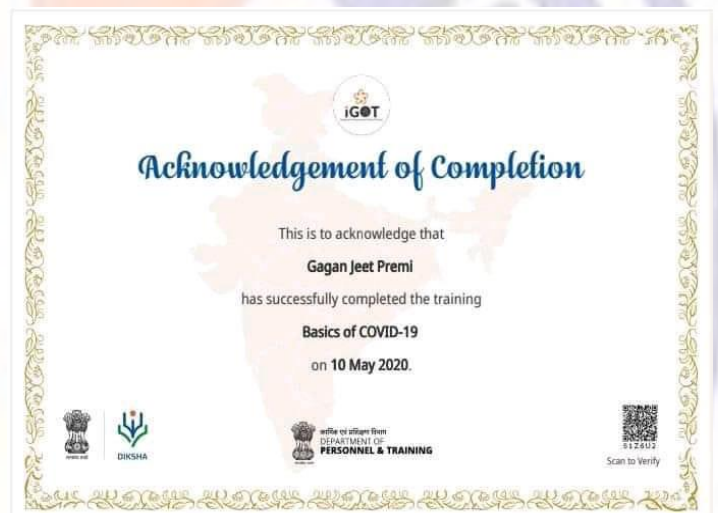 iGOT
Acknowledgement of Completion
This is to acknowledge that
Gagan Jeet Premi
has successfully completed the training
Basics of COVID-19
on 10 May 2020.
DIKSHA
कार्मिक एवं प्रशिक्षण विभाग
DEPARTMENT OF
PERSONNEL & TRAINING
Scan to Verify